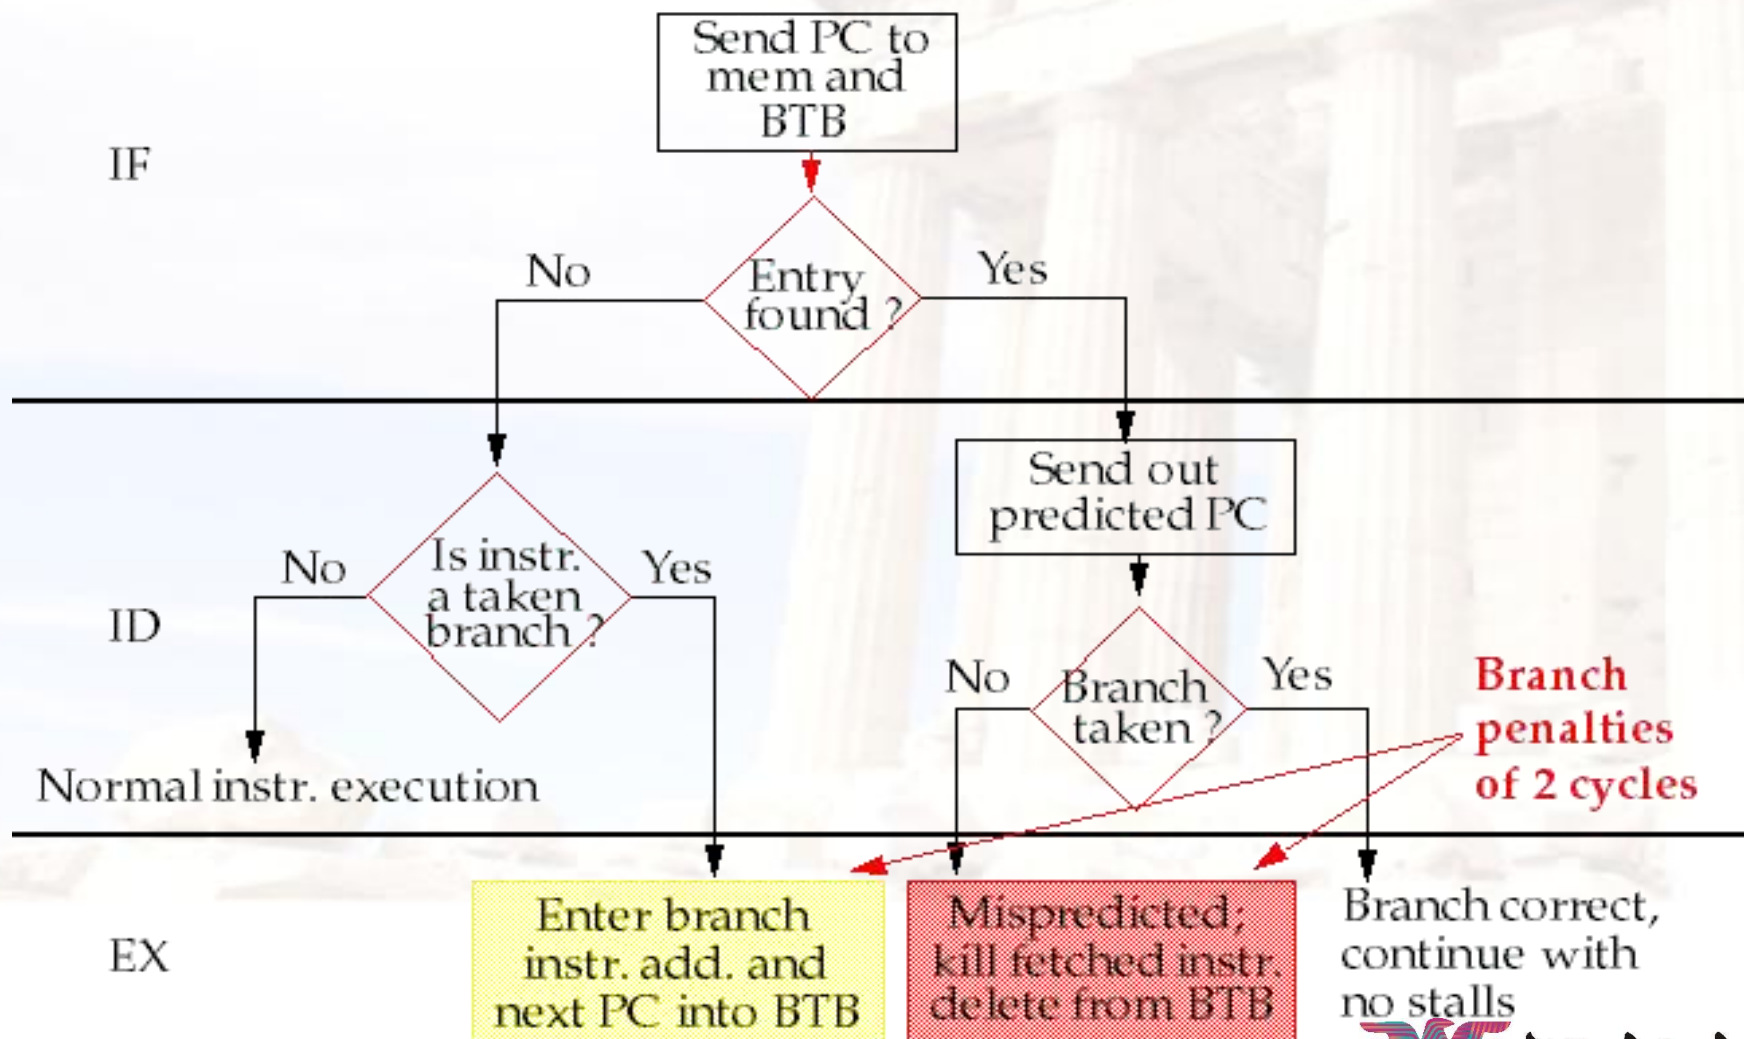 Send PC to
mem and
BTB
IF
No
Entry
found ?
Yes
Send out
predicted PC
No
Is instr.
a taken
branch ?
Yes
ID
No
Branch
taken ?
Yes
Branch
penalties
of 2 cycles
Normal instr. execution
EX
Enter branch
instr. add. and
next PC into BTB
Mispredicted;
kill fetched instr.
delete from BTB
Branch correct,
continue with
no stalls